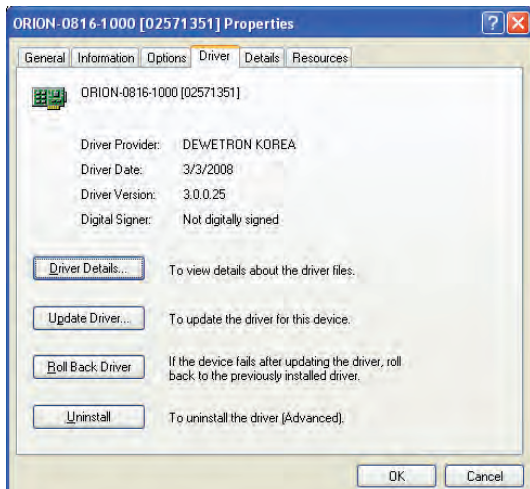 ORION-0816-1000 [02571351] Properties
General Information Options Driver Details Resources
ORION-0816-1000 [02571351]
Driver Provider: DEWETRON KOREA
Driver Date: 3/3/2008
Driver Version: 3.0.0.25
Digital Signer: Not digitally signed
Driver Details... To view details about the driver files.
Update Driver... To update the driver for this device.
Roll Back Driver If the device fails after updating the driver, roll
back to the previously installed driver.
Uninstall To uninstall the driver (Advanced).
OK Cancel